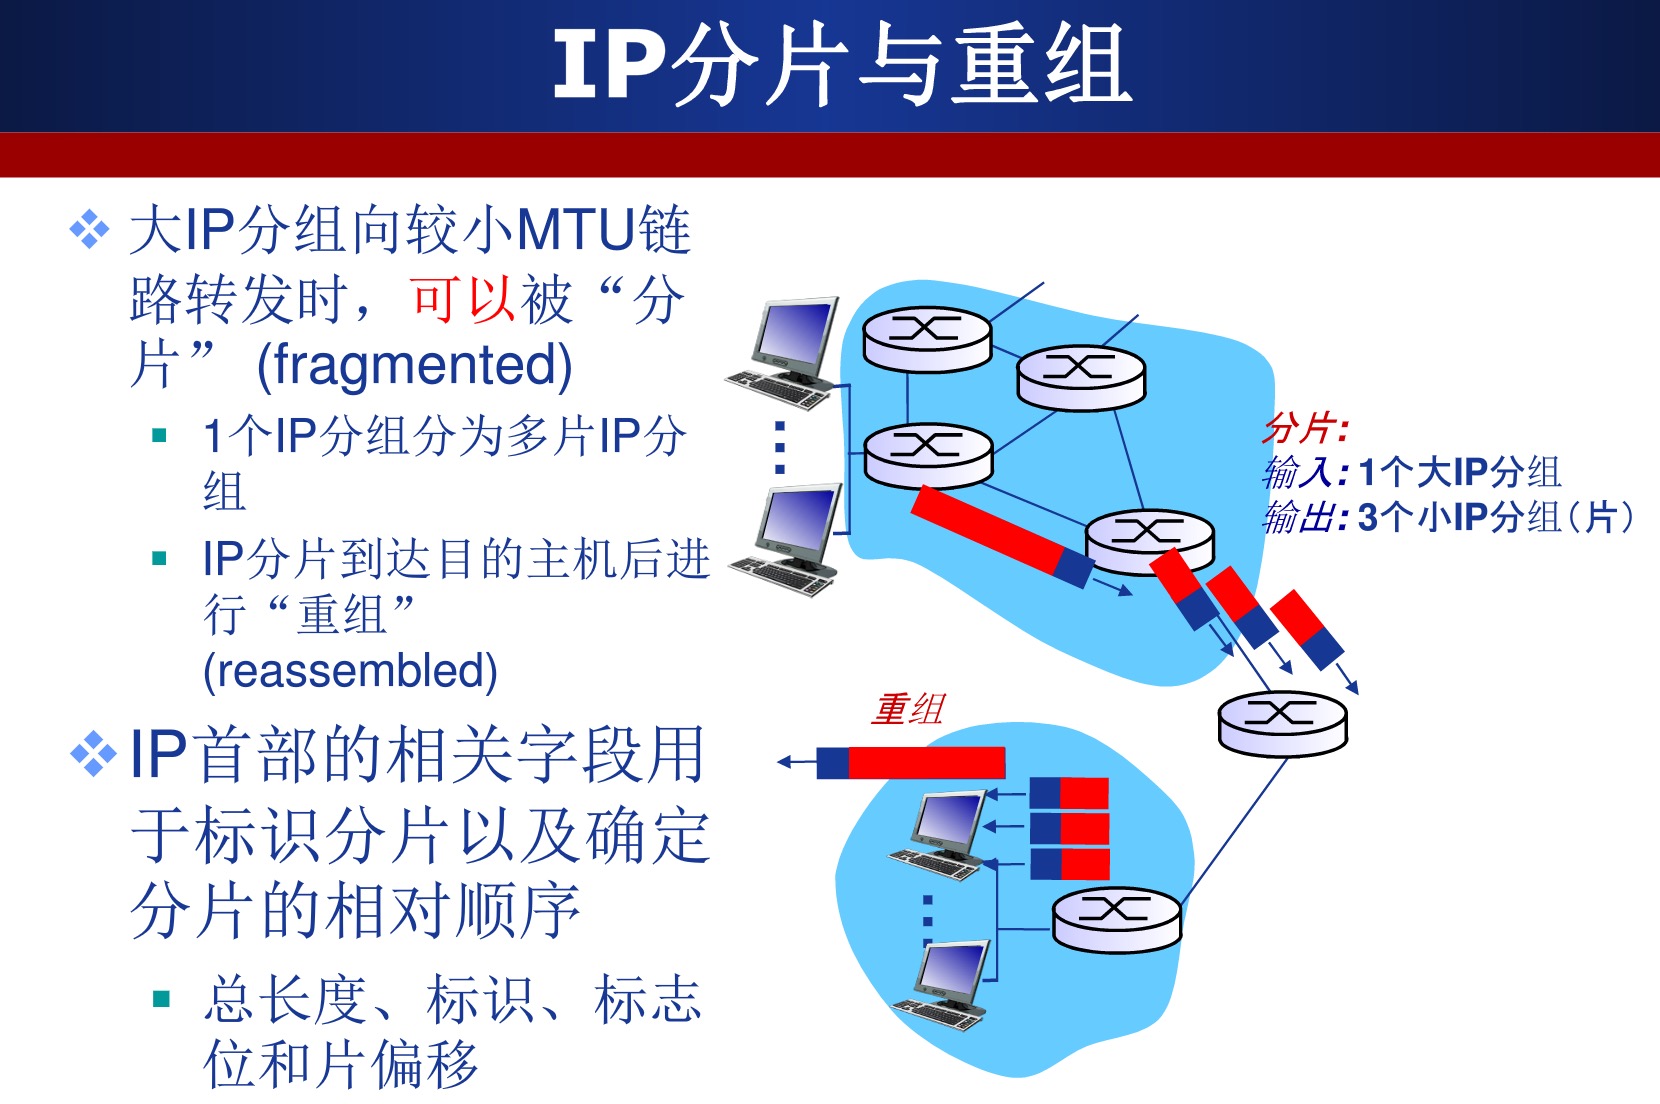 IP分片与重组
大IP分组向较小MTU链
路转发时，可以被“分
片” (fragmented)
1个IP分组分为多片IP分
组
IP分片到达目的主机后进
行“重组”
(reassembled)
IP首部的相关字段用
于标识分片以及确定
分片的相对顺序
总长度、标识、标志
位和片偏移
分片:
输入: 1个大IP分组
输出: 3个小IP分组（片）
重组